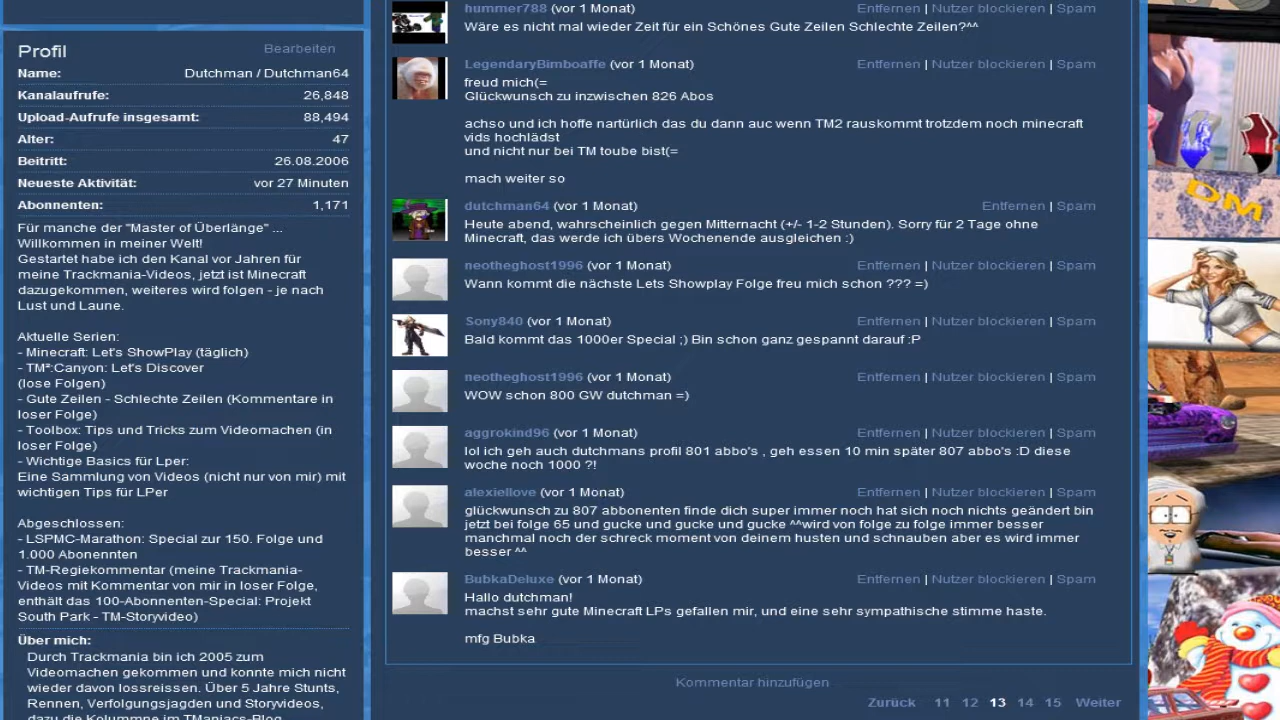 Profil Bearbeiten
Name: Dutchman / Dutchman64
Kanalaufrufe: 26,848
Upload-Aufrufe insgesamt: 88,494
Alter: 47
Beitritt: 26.08.2006
Neueste Aktivität: vor 27 Minuten
Abonnenten: 1,171
Für manche der "Master of Überlänge" ...
Willkommen in meiner Welt!
Gestartet habe ich den Kanal vor Jahren für
meine Trackmania-Videos, jetzt ist Minecraft
dazugekommen, weiteres wird folgen - je nach
Lust und Laune.
Aktuelle Serien:
- Minecraft: Let's ShowPlay (täglich)
- TM²:Canyon: Let's Discover
(lose Folgen)
- Gute Zeilen - Schlechte Zeilen (Kommentare in
loser Folge)
- Toolbox: Tips und Tricks zum Videomachen (in
loser Folge)
- Wichtige Basics für Lper:
Eine Sammlung von Videos (nicht nur von mir) mit
wichtigen Tips für LPer
Abgeschlossen:
- LSPMC-Marathon: Special zur 150. Folge und
1.000 Abonennten
- TM-Regiekommentar (meine Trackmania-
Videos mit Kommentar von mir in loser Folge,
enthält das 100-Abonnenten-Special: Projekt
South Park - TM-Storyvideo)
Über mich:
Durch Trackmania bin ich 2005 zum
Videomachen gekommen und konnte mich nicht
wieder davon lossreissen. Über 5 Jahre Stunts,
Rennen, Verfolgungsjagden und Storyvideos,
dazu die Kolummne im TManiacs-Blog
hummer788 (vor 1 Monat) Entfernen | Nutzer blockieren | Spam
Wäre es nicht mal wieder Zeit für ein Schönes Gute Zeilen Schlechte Zeilen?^^
LegendaryBimboaffe (vor 1 Monat) Entfernen | Nutzer blockieren | Spam
freud mich(=
Glückwunsch zu inzwischen 826 Abos
achso und ich hoffe nartürlich das du dann auc wenn TM2 rauskommt trotzdem noch minecraft
vids hochlädst
und nicht nur bei TM toube bist(=
mach weiter so
dutchman64 (vor 1 Monat) Entfernen | Spam
Heute abend, wahrscheinlich gegen Mitternacht (+/- 1-2 Stunden). Sorry für 2 Tage ohne
Minecraft, das werde ich übers Wochenende ausgleichen :)
neotheghost1996 (vor 1 Monat) Entfernen | Nutzer blockieren | Spam
Wann kommt die nächste Lets Showplay Folge freu mich schon ??? =)
Sony840 (vor 1 Monat) Entfernen | Nutzer blockieren | Spam
Bald kommt das 1000er Special ;) Bin schon ganz gespannt darauf :P
neotheghost1996 (vor 1 Monat) Entfernen | Nutzer blockieren | Spam
WOW schon 800 GW dutchman =)
aggrokind96 (vor 1 Monat) Entfernen | Nutzer blockieren | Spam
lol ich geh auch dutchmans profil 801 abbo's , geh essen 10 min später 807 abbo's :D diese
woche noch 1000 ?!
alexiellove (vor 1 Monat) Entfernen | Nutzer blockieren | Spam
glückwunsch zu 807 abbonenten finde dich super immer noch hat sich noch nichts geändert bin
jetzt bei folge 65 und gucke und gucke und gucke ^^wird von folge zu folge immer besser
manchmal noch der schreck moment von deinem husten und schnauben aber es wird immer
besser ^^
BubkaDeluxe (vor 1 Monat) Entfernen | Nutzer blockieren | Spam
Hallo dutchman!
machst sehr gute Minecraft LPs gefallen mir, und eine sehr sympathische stimme haste.
mfg Bubka
Kommentar hinzufügen
Zurück 11 12 13 14 15 Weiter
DM